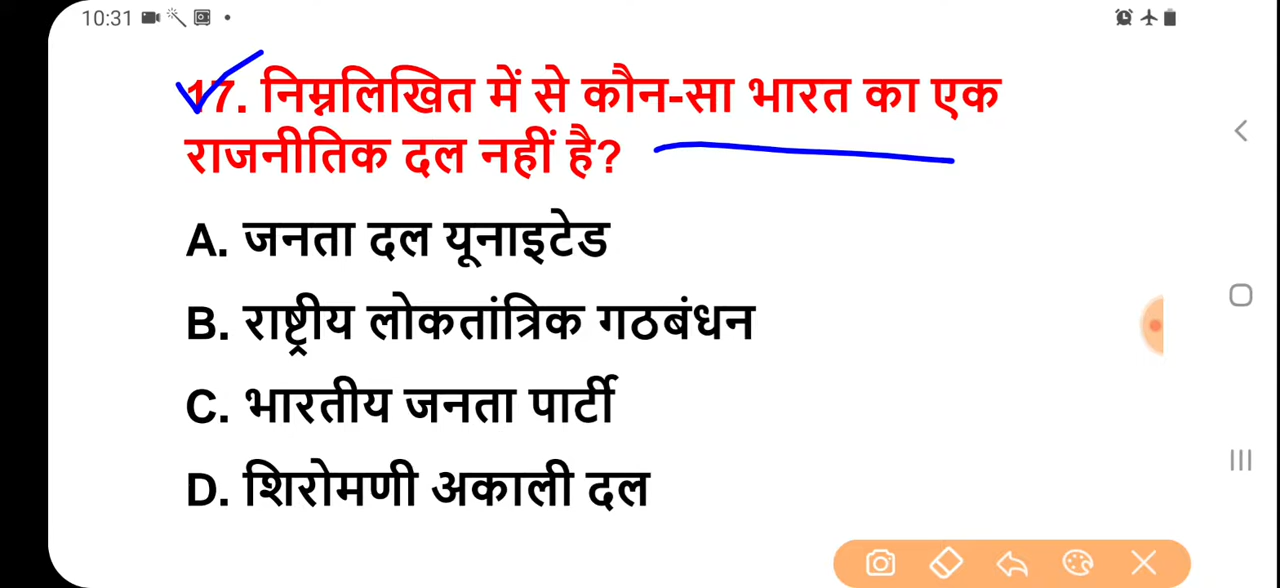 10:31
17. निम्नलिखित में से कौन-सा भारत का एक
राजनीतिक दल नहीं है?
A. जनता दल यूनाइटेड
B. राष्ट्रीय लोकतांत्रिक गठबंधन
C. भारतीय जनता पार्टी
D. शिरोमणी अकाली दल